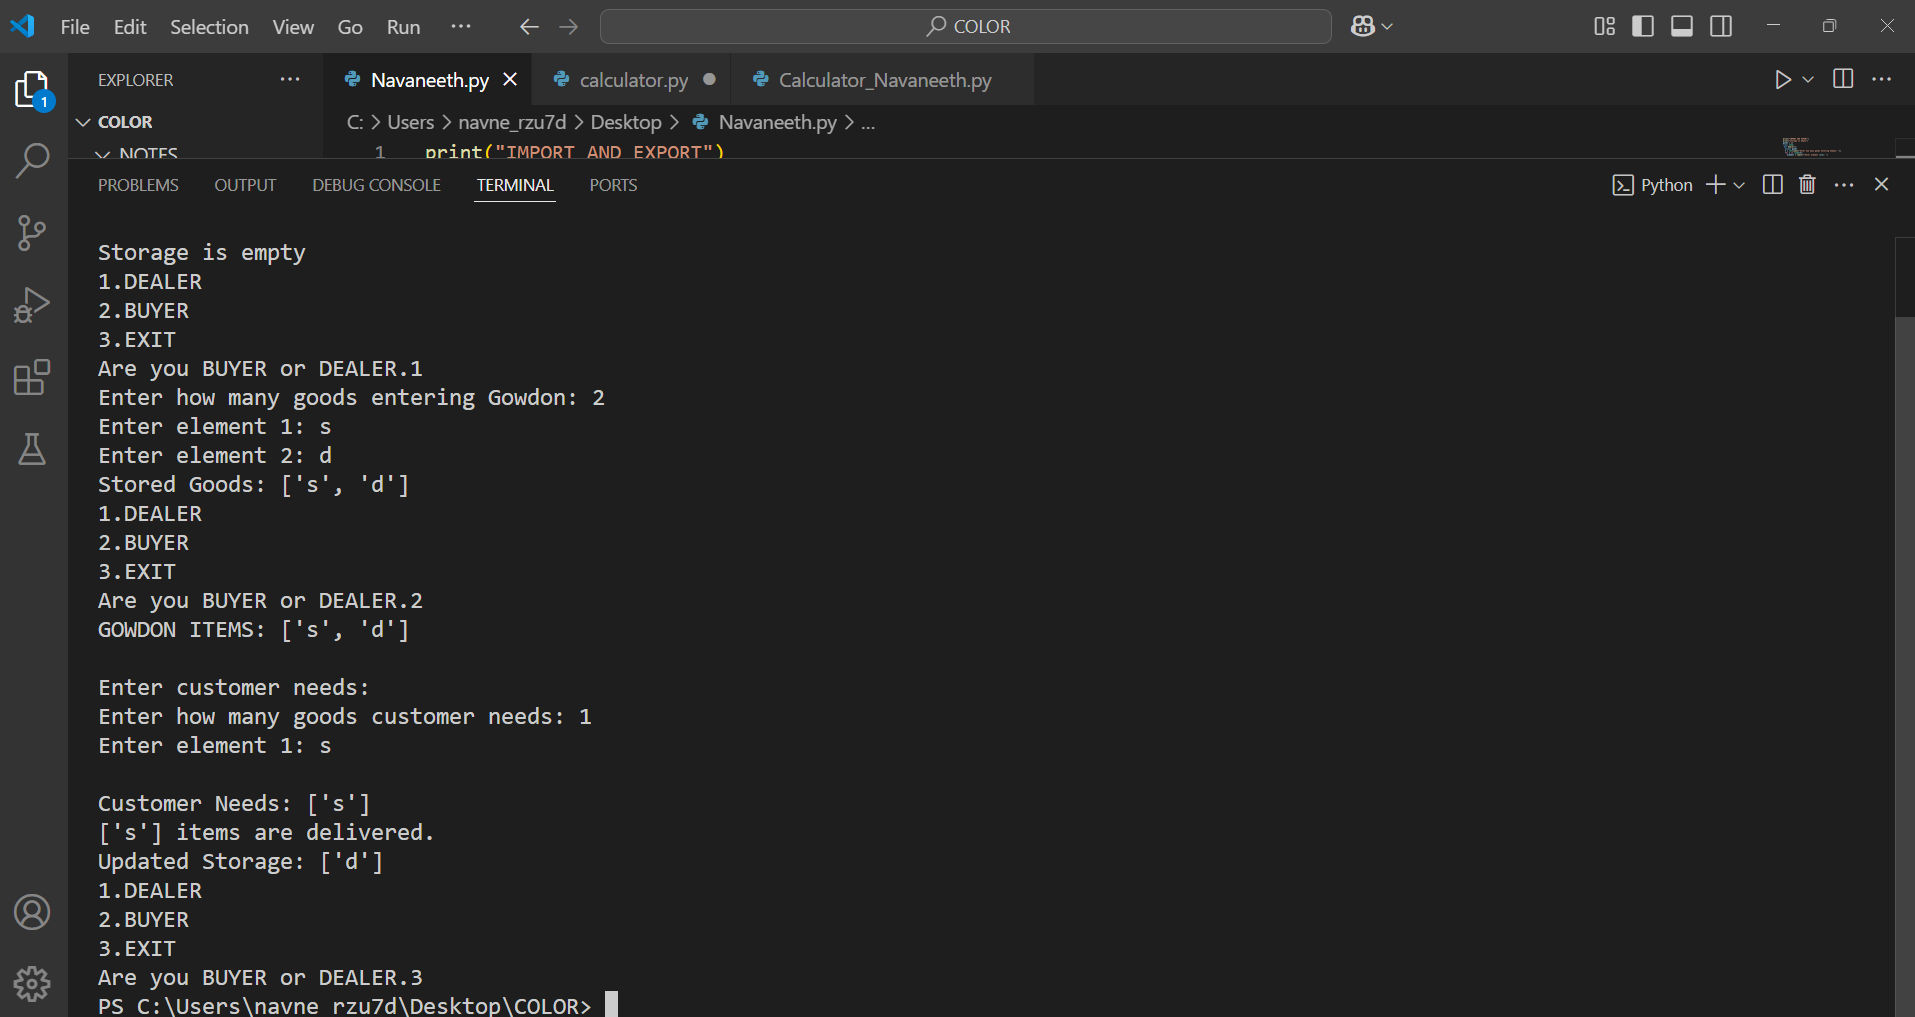 File Edit Selection View Go Run ... COLOR
EXPLORER ... Navaneeth.py calculator.py Calculator_Navaneeth.py
COLOR C: > Users > navne_rzu7d > Desktop > Navaneeth.py > ...
NOTES 1 print("IMPORT AND EXPORT")
1
PROBLEMS OUTPUT DEBUG CONSOLE TERMINAL PORTS Python
Storage is empty
1.DEALER
2.BUYER
3.EXIT
Are you BUYER or DEALER.1
Enter how many goods entering Gowdon: 2
Enter element 1: s
Enter element 2: d
Stored Goods: ['s', 'd']
1.DEALER
2.BUYER
3.EXIT
Are you BUYER or DEALER.2
GOWDON ITEMS: ['s', 'd']
Enter customer needs:
Enter how many goods customer needs: 1
Enter element 1: s
Customer Needs: ['s']
['s'] items are delivered.
Updated Storage: ['d']
1.DEALER
2.BUYER
3.EXIT
Are you BUYER or DEALER.3
PS C:\Users\navne_rzu7d\Desktop\COLOR>